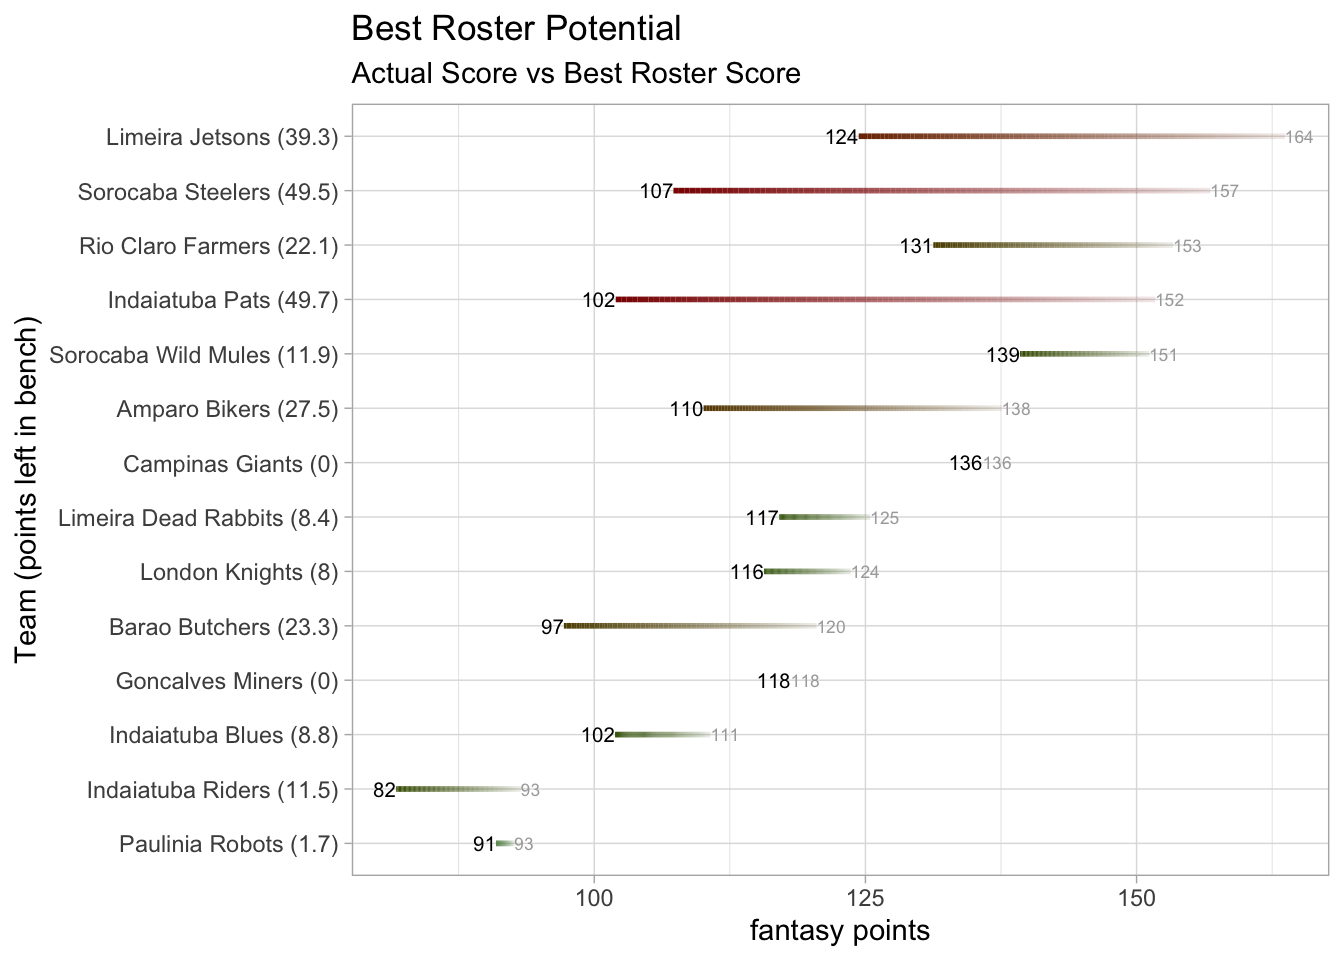 Best Roster Potential
Actual Score vs Best Roster Score
Team (points left in bench)
Limeira Jetsons (39.3) 124 164
Sorocaba Steelers (49.5) 107 157
Rio Claro Farmers (22.1) 131 153
Indaiatuba Pats (49.7) 102 152
Sorocaba Wild Mules (11.9) 139 151
Amparo Bikers (27.5) 110 138
Campinas Giants (0) 136 136
Limeira Dead Rabbits (8.4) 117 125
London Knights (8) 116 124
Barao Butchers (23.3) 97 120
Goncalves Miners (0) 118 118
Indaiatuba Blues (8.8) 102 111
Indaiatuba Riders (11.5) 82 93
Paulinia Robots (1.7) 91 93
100 125 150
fantasy points